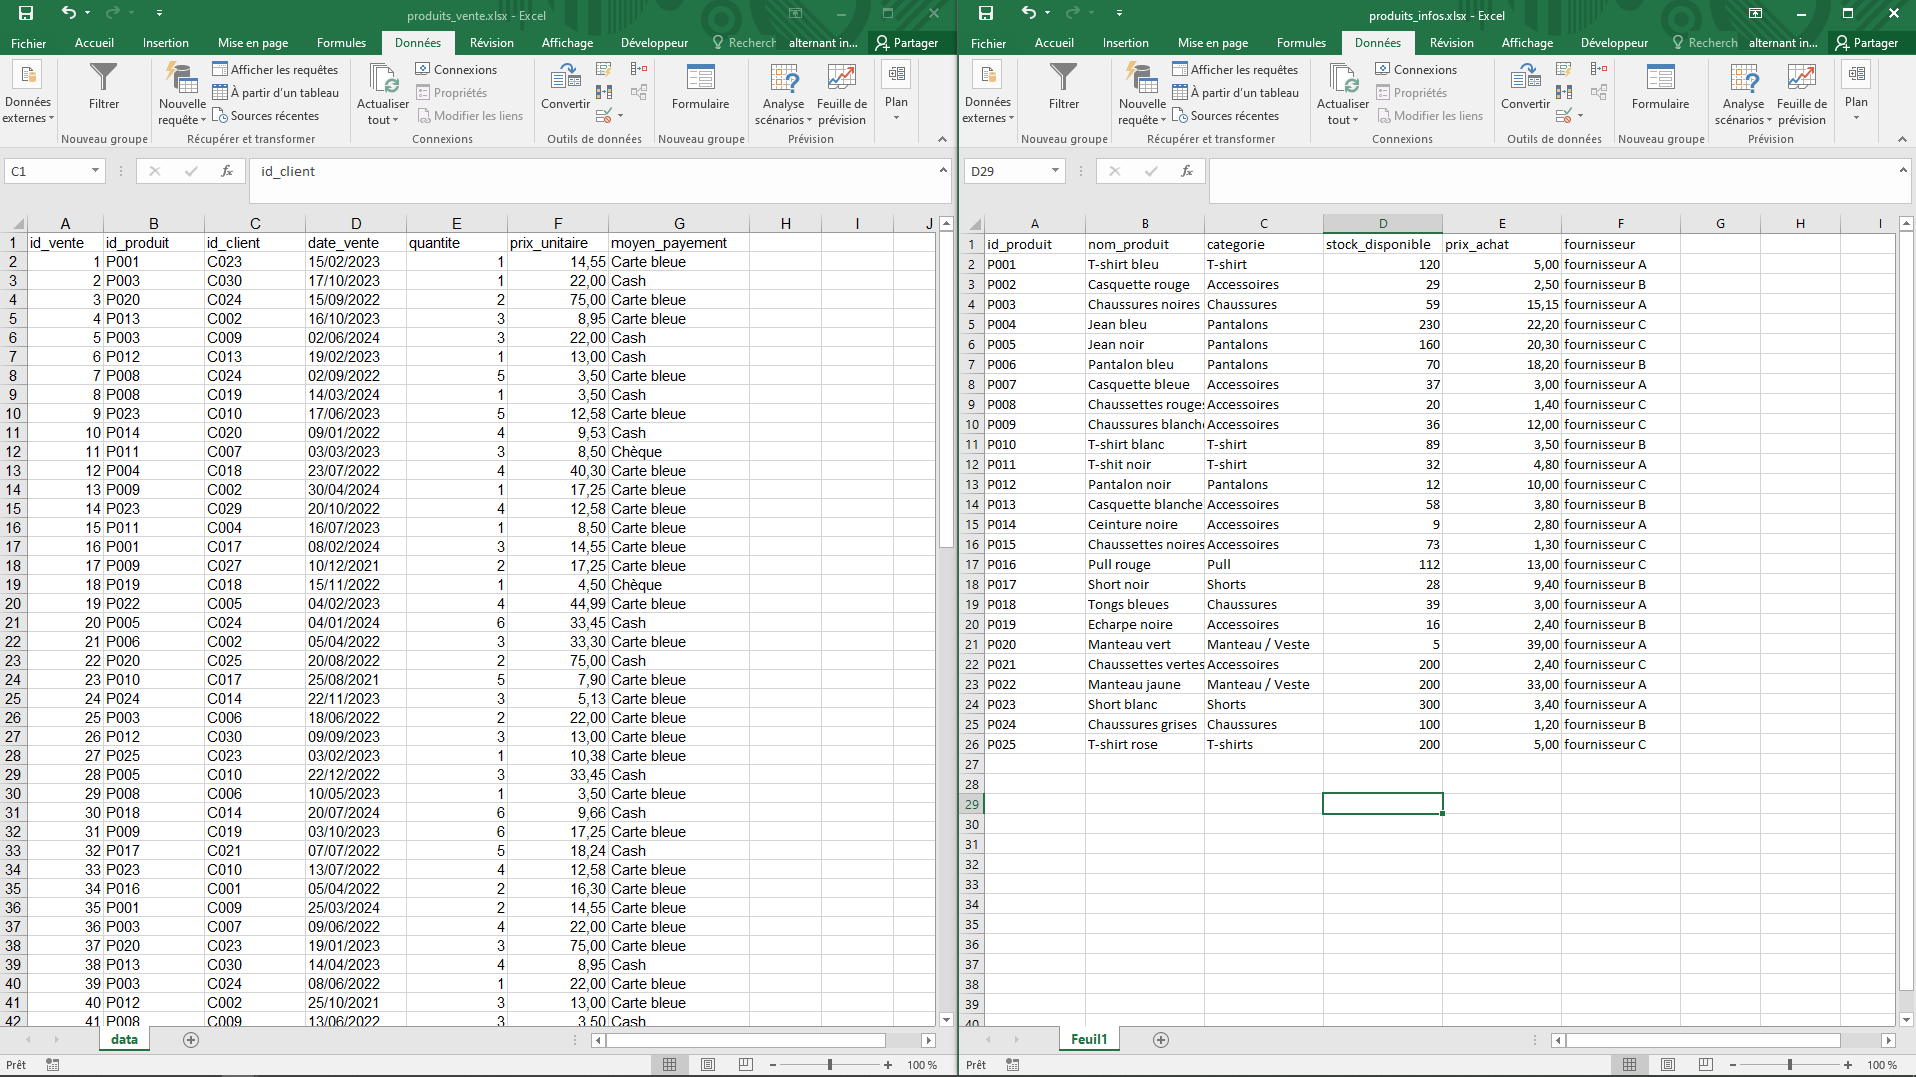 produits_vente.xlsx - Excel
Fichier Accueil Insertion Mise en page Formules Données Révision Affichage Développeur Recherch alternant in... Partager
Données externes
Filtrer
Nouveau groupe
Nouvelle requête
Afficher les requêtes
À partir d'un tableau
Sources récentes
Récupérer et transformer
Actualiser tout
Connexions
Propriétés
Modifier les liens
Connexions
Convertir
Outils de données
Formulaire
Nouveau groupe
Analyse scénarios
Feuille de prévision
Prévision
Plan
C1 fx id_client
A B C D E F G H I J
1 id_vente id_produit id_client date_vente quantite prix_unitaire moyen_payement
2 1 P001 C023 15/02/2023 1 14,55 Carte bleue
3 2 P003 C030 17/10/2023 1 22,00 Cash
4 3 P020 C024 15/09/2022 2 75,00 Carte bleue
5 4 P013 C002 16/10/2023 3 8,95 Carte bleue
6 5 P003 C009 02/06/2024 3 22,00 Cash
7 6 P012 C013 19/02/2023 1 13,00 Cash
8 7 P008 C024 02/09/2022 5 3,50 Carte bleue
9 8 P008 C019 14/03/2024 1 3,50 Cash
10 9 P023 C010 17/06/2023 5 12,58 Carte bleue
11 10 P014 C020 09/01/2022 4 9,53 Cash
12 11 P011 C007 03/03/2023 3 8,50 Chèque
13 12 P004 C018 23/07/2022 4 40,30 Carte bleue
14 13 P009 C002 30/04/2024 1 17,25 Carte bleue
15 14 P023 C029 20/10/2022 4 12,58 Carte bleue
16 15 P011 C004 16/07/2023 1 8,50 Carte bleue
17 16 P001 C017 08/02/2024 3 14,55 Carte bleue
18 17 P009 C027 10/12/2021 2 17,25 Carte bleue
19 18 P019 C018 15/11/2022 1 4,50 Chèque
20 19 P022 C005 04/02/2023 4 44,99 Carte bleue
21 20 P005 C024 04/01/2024 6 33,45 Cash
22 21 P006 C002 05/04/2022 3 33,30 Carte bleue
23 22 P020 C025 20/08/2022 2 75,00 Cash
24 23 P010 C017 25/08/2021 5 7,90 Carte bleue
25 24 P024 C014 22/11/2023 3 5,13 Carte bleue
26 25 P003 C006 18/06/2022 2 22,00 Carte bleue
27 26 P012 C030 09/09/2023 3 13,00 Carte bleue
28 27 P025 C023 03/02/2023 1 10,38 Carte bleue
29 28 P005 C010 22/12/2022 3 33,45 Cash
30 29 P008 C006 10/05/2023 1 3,50 Carte bleue
31 30 P018 C014 20/07/2024 6 9,66 Cash
32 31 P009 C019 03/10/2023 6 17,25 Carte bleue
33 32 P017 C021 07/07/2022 5 18,24 Cash
34 33 P023 C010 13/07/2022 4 12,58 Carte bleue
35 34 P016 C001 05/04/2022 2 16,30 Carte bleue
36 35 P001 C009 25/03/2024 2 14,55 Carte bleue
37 36 P003 C007 09/06/2022 4 22,00 Carte bleue
38 37 P020 C023 19/01/2023 3 75,00 Carte bleue
39 38 P013 C030 14/04/2023 4 8,95 Cash
40 39 P003 C024 08/06/2022 1 22,00 Carte bleue
41 40 P012 C002 25/10/2021 3 13,00 Carte bleue
42 41 P008 C009 13/06/2022 3 3,50 Cash
data
Prêt 100 %
produits_infos.xlsx - Excel
Fichier Accueil Insertion Mise en page Formules Données Révision Affichage Développeur Recherch alternant in... Partager
Données externes
Filtrer
Nouveau groupe
Nouvelle requête
Afficher les requêtes
À partir d'un tableau
Sources récentes
Récupérer et transformer
Actualiser tout
Connexions
Propriétés
Modifier les liens
Connexions
Convertir
Outils de données
Formulaire
Nouveau groupe
Analyse scénarios
Feuille de prévision
Prévision
Plan
D29 fx
A B C D E F G H I
1 id_produit nom_produit categorie stock_disponible prix_achat fournisseur
2 P001 T-shirt bleu T-shirt 120 5,00 fournisseur A
3 P002 Casquette rouge Accessoires 29 2,50 fournisseur B
4 P003 Chaussures noires Chaussures 59 15,15 fournisseur A
5 P004 Jean bleu Pantalons 230 22,20 fournisseur C
6 P005 Jean noir Pantalons 160 20,30 fournisseur C
7 P006 Pantalon bleu Pantalons 70 18,20 fournisseur B
8 P007 Casquette bleue Accessoires 37 3,00 fournisseur A
9 P008 Chaussettes rouges Accessoires 20 1,40 fournisseur C
10 P009 Chaussures blanch Accessoires 36 12,00 fournisseur C
11 P010 T-shirt blanc T-shirt 89 3,50 fournisseur B
12 P011 T-shit noir T-shirt 32 4,80 fournisseur A
13 P012 Pantalon noir Pantalons 12 10,00 fournisseur C
14 P013 Casquette blanche Accessoires 58 3,80 fournisseur B
15 P014 Ceinture noire Accessoires 9 2,80 fournisseur A
16 P015 Chaussettes noires Accessoires 73 1,30 fournisseur C
17 P016 Pull rouge Pull 112 13,00 fournisseur C
18 P017 Short noir Shorts 28 9,40 fournisseur B
19 P018 Tongs bleues Chaussures 39 3,00 fournisseur A
20 P019 Echarpe noire Accessoires 16 2,40 fournisseur B
21 P020 Manteau vert Manteau / Veste 5 39,00 fournisseur A
22 P021 Chaussettes vertes Accessoires 200 2,40 fournisseur C
23 P022 Manteau jaune Manteau / Veste 200 33,00 fournisseur A
24 P023 Short blanc Shorts 300 3,40 fournisseur A
25 P024 Chaussures grises Chaussures 100 1,20 fournisseur B
26 P025 T-shirt rose T-shirts 200 5,00 fournisseur C
27
28
29
30
31
32
33
34
35
36
37
38
39
40
Feuil1
Prêt 100 %